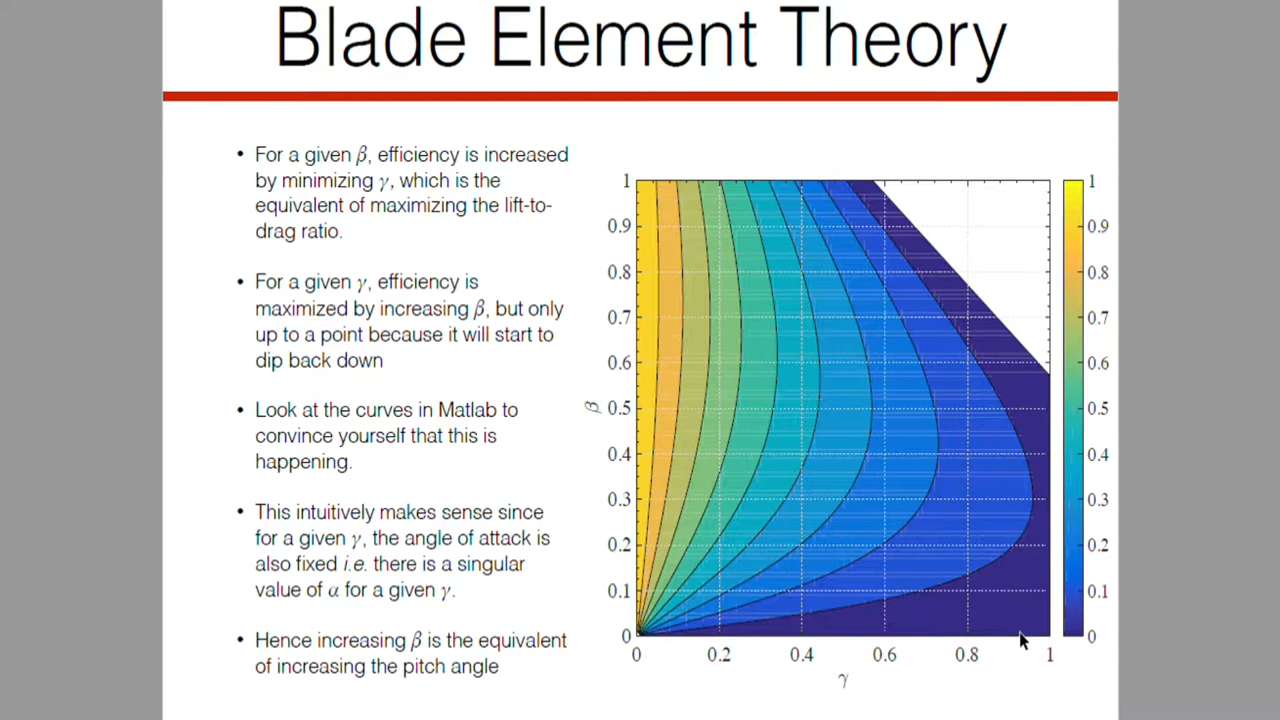 Blade Element Theory
• For a given β, efficiency is increased
by minimizing γ, which is the
equivalent of maximizing the lift-to-
drag ratio.
• For a given γ, efficiency is
maximized by increasing β, but only
up to a point because it will start to
dip back down
• Look at the curves in Matlab to
convince yourself that this is
happening.
• This intuitively makes sense since
for a given γ, the angle of attack is
also fixed i.e. there is a singular
value of α for a given γ.
• Hence increasing β is the equivalent
of increasing the pitch angle
1
0.9
0.8
0.7
0.6
0.5
0.4
0.3
0.2
0.1
0
β
0 0.2 0.4 0.6 0.8 1
γ
1
0.9
0.8
0.7
0.6
0.5
0.4
0.3
0.2
0.1
0